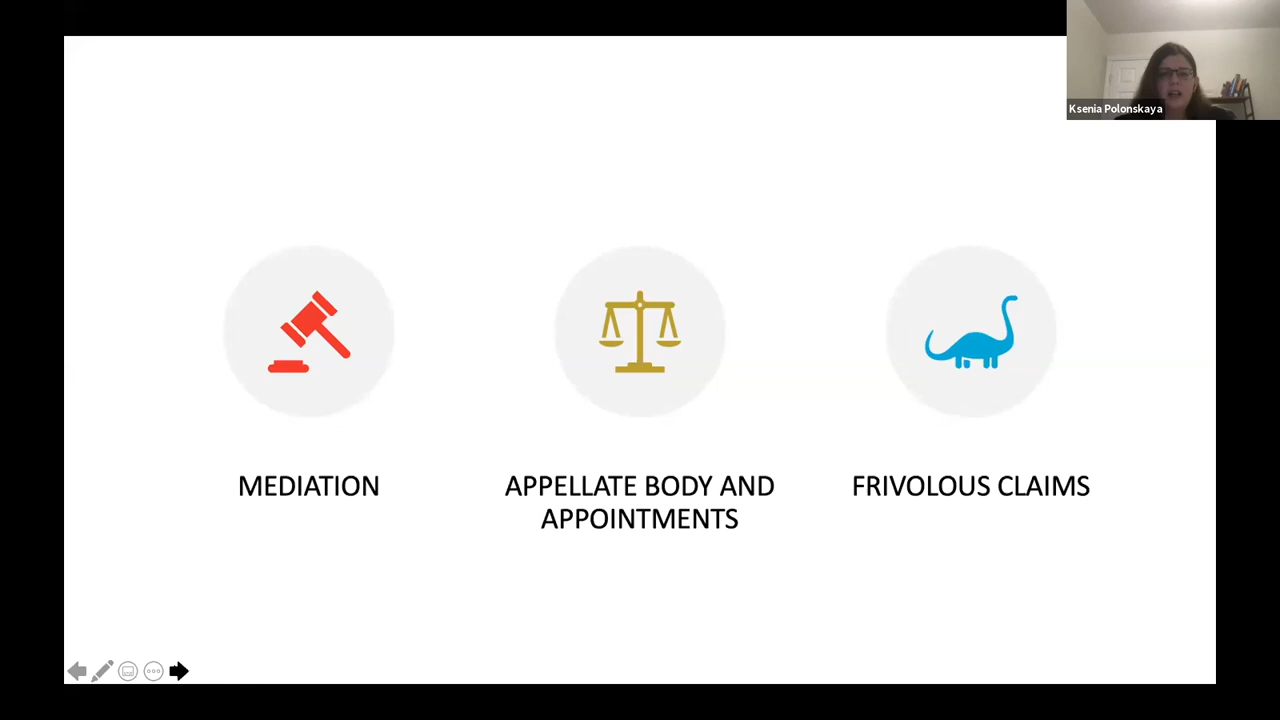 Ksenia Polonskaya
MEDIATION
APPELLATE BODY AND
APPOINTMENTS
FRIVOLOUS CLAIMS